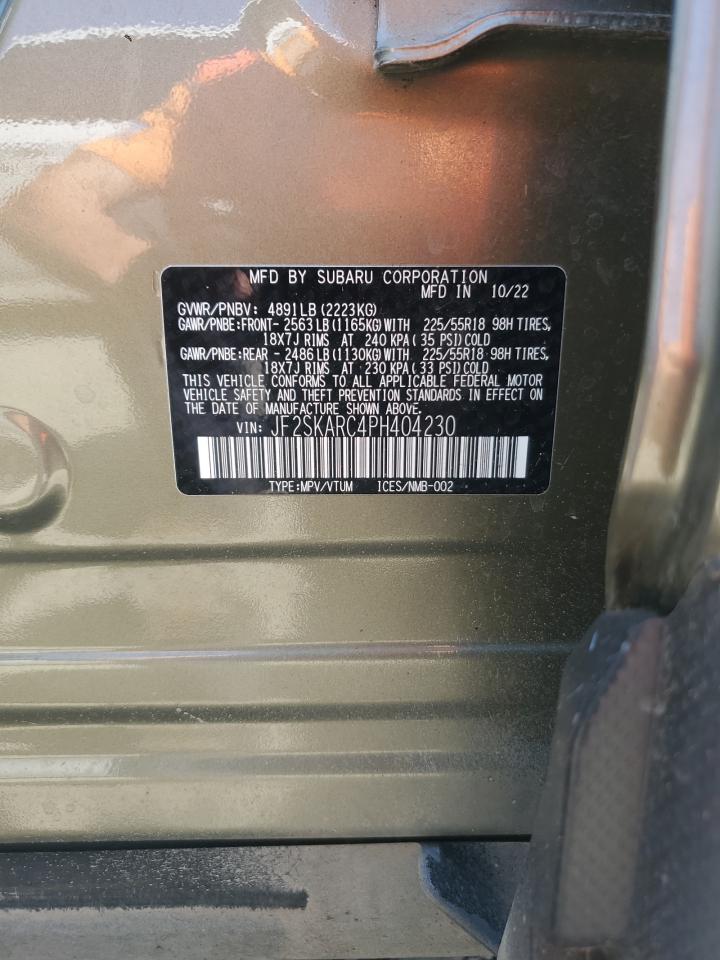 MFD BY SUBARU CORPORATION
MFD IN 10/22
GVWR/PNBV: 4891LB(2223KG)
GAWR/PNBE:FRONT- 2563LB(1165KG)WITH 225/55R18 98H TIRES,
18X7J RIMS AT 240 KPA( 35 PSI)COLD
GAWR/PNBE:REAR - 2486LB(1130KG)WITH 225/55R18 98H TIRES,
18X7J RIMS AT 230 KPA( 33 PSI)COLD
THIS VEHICLE CONFORMS TO ALL APPLICABLE FEDERAL MOTOR
VEHICLE SAFETY AND THEFT PREVENTION STANDARDS IN EFFECT ON
THE DATE OF MANUFACTURE SHOWN ABOVE.
VIN: JF2SKARC4PH404230
TYPE:MPV/VTUM ICES/NMB-002